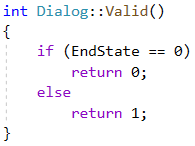 int Dialog::Valid()
{
    if (EndState == 0)
        return 0;
    else
        return 1;
}